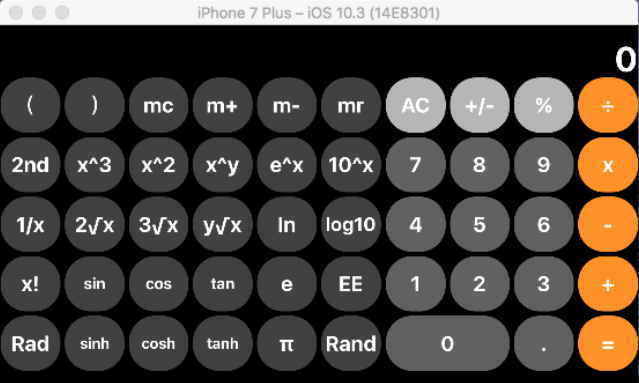 iPhone 7 Plus – iOS 10.3 (14E8301)
0
( ) mc m+ m- mr AC +/- % ÷
2nd x^3 x^2 x^y e^x 10^x 7 8 9 x
1/x 2√x 3√x y√x ln log10 4 5 6 -
x! sin cos tan e EE 1 2 3 +
Rad sinh cosh tanh π Rand 0 . =